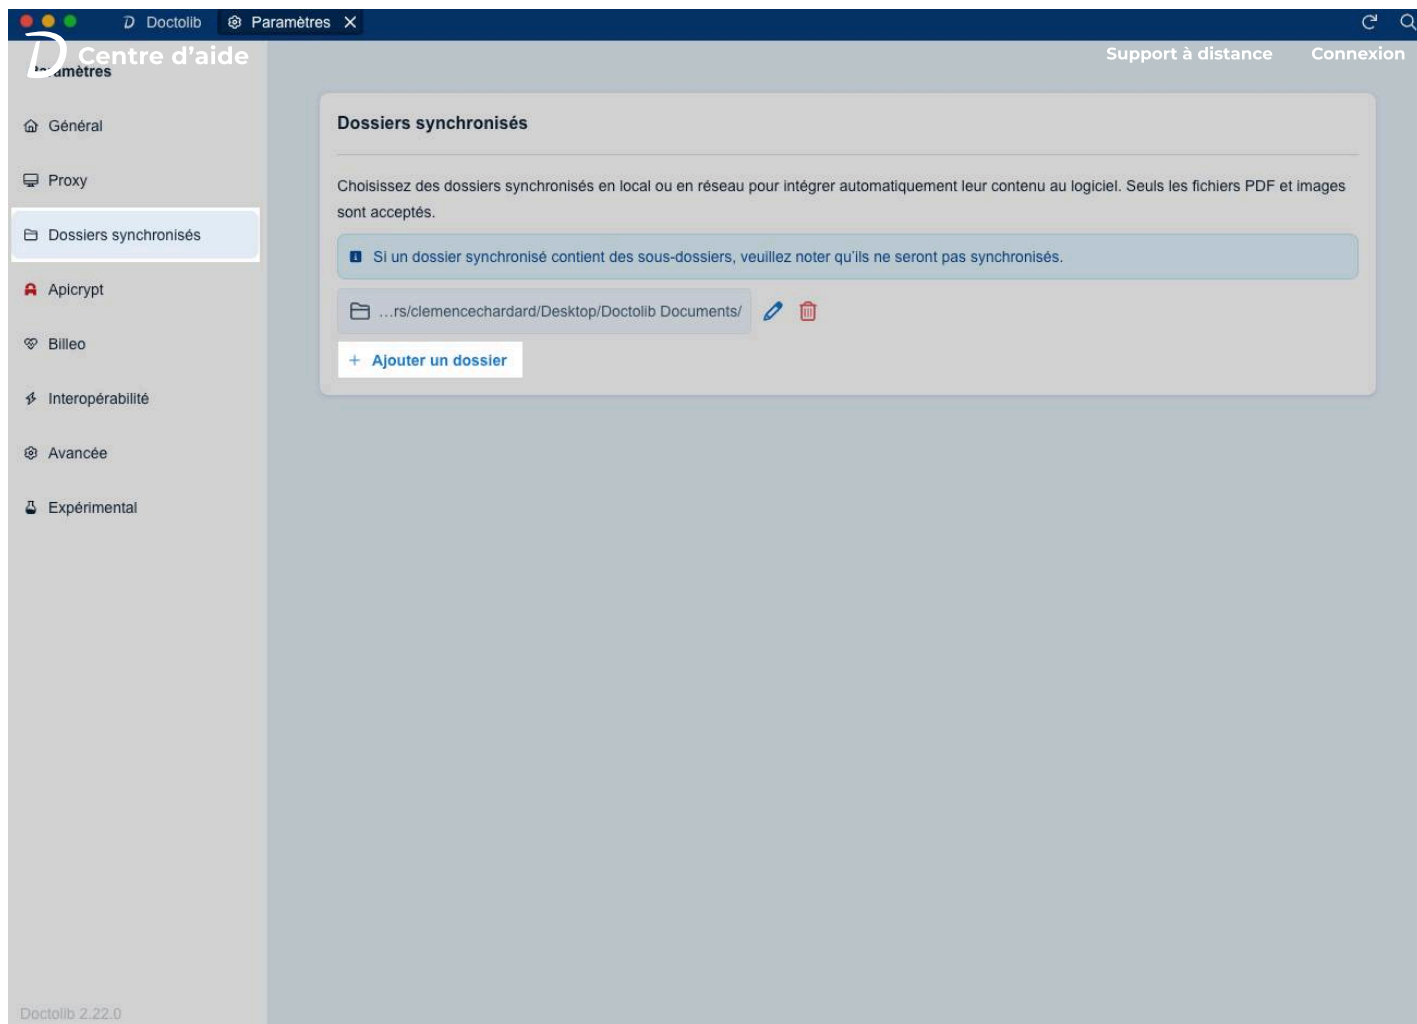 Doctolib
Paramètres
Centre d'aide
Support à distance
Connexion
Paramètres
Général
Proxy
Dossiers synchronisés
Apicrypt
Billeo
Interopérabilité
Avancée
Expérimental
Doctolib 2.22.0
Dossiers synchronisés
Choisissez des dossiers synchronisés en local ou en réseau pour intégrer automatiquement leur contenu au logiciel. Seuls les fichiers PDF et images
sont acceptés.
Si un dossier synchronisé contient des sous-dossiers, veuillez noter qu'ils ne seront pas synchronisés.
...rs/clemencechardard/Desktop/Doctolib Documents/
+ Ajouter un dossier